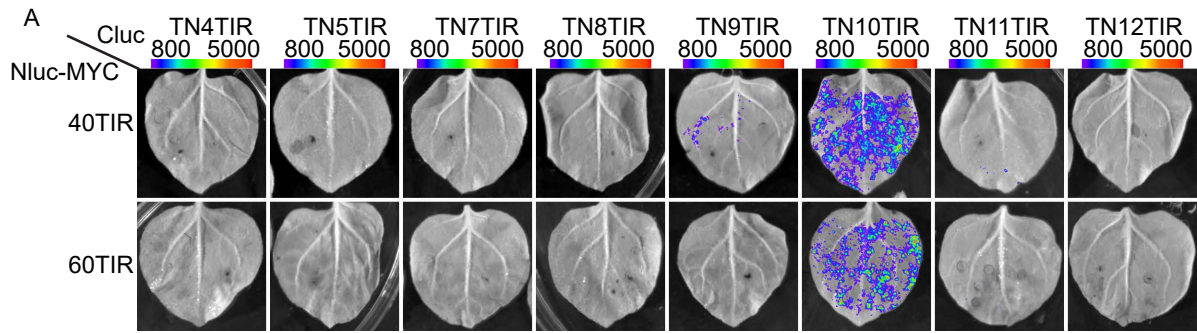 A
Cluc TN4TIR TN5TIR TN7TIR TN8TIR TN9TIR TN10TIR TN11TIR TN12TIR
800 5000 800 5000 800 5000 800 5000 800 5000 800 5000 800 5000 800 5000
Nluc-MYC
40TIR
60TIR